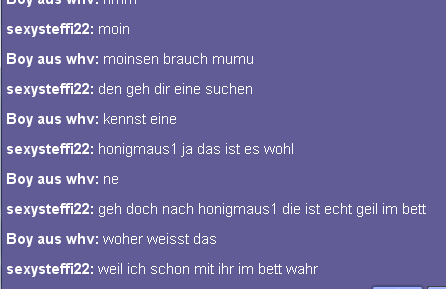 Boy aus whv: hmm
sexysteffi22: moin
Boy aus whv: moinsen brauch mumu
sexysteffi22: den geh dir eine suchen
Boy aus whv: kennst eine
sexysteffi22: honigmaus1 ja das ist es wohl
Boy aus whv: ne
sexysteffi22: geh doch nach honigmaus1 die ist echt geil im bett
Boy aus whv: woher weisst das
sexysteffi22: weil ich schon mit ihr im bett wahr